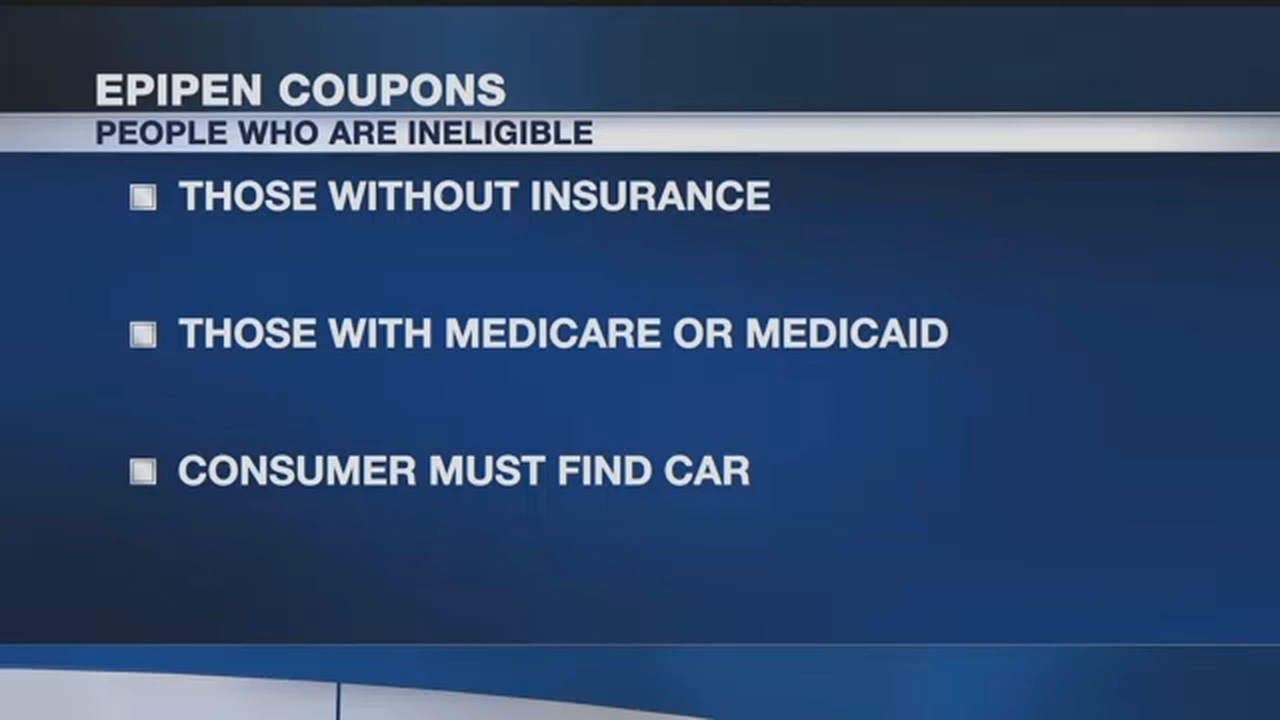 EPIPEN COUPONS
PEOPLE WHO ARE INELIGIBLE
THOSE WITHOUT INSURANCE
THOSE WITH MEDICARE OR MEDICAID
CONSUMER MUST FIND CAR